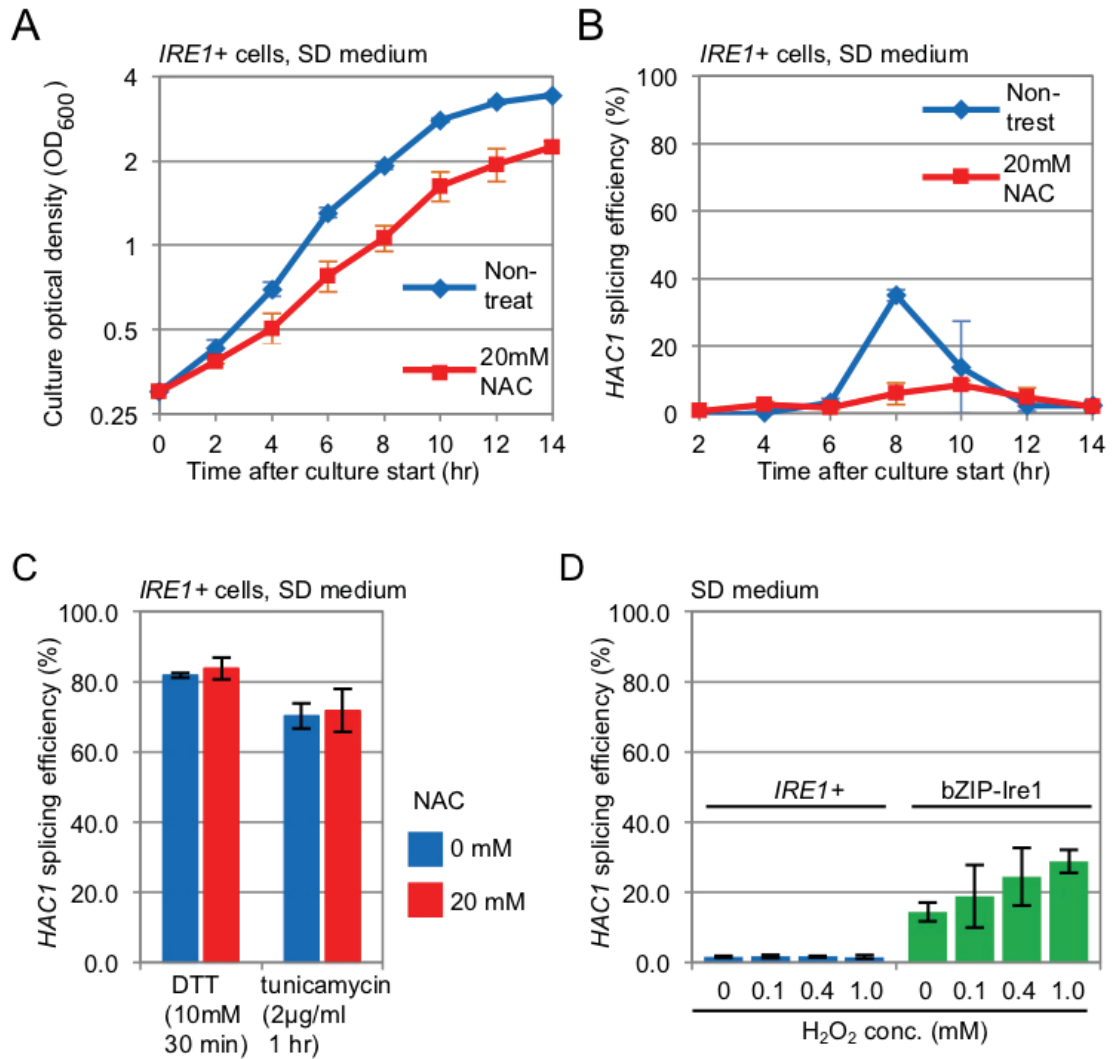 A
IRE1+ cells, SD medium
Culture optical density (OD600)
4
2
1
0.5
0.25
Non-
treat
20mM
NAC
0 2 4 6 8 10 12 14
Time after culture start (hr)
B
IRE1+ cells, SD medium
HAC1 splicing efficiency (%)
100
80
60
40
20
0
Non-
trest
20mM
NAC
2 4 6 8 10 12 14
Time after culture start (hr)
C
IRE1+ cells, SD medium
HAC1 splicing efficiency (%)
100.0
80.0
60.0
40.0
20.0
0.0
DTT
(10mM
30 min)
tunicamycin
(2µg/ml
1 hr)
NAC
0 mM
20 mM
D
SD medium
HAC1 splicing efficiency (%)
100.0
80.0
60.0
40.0
20.0
0.0
IRE1+
bZIP-Ire1
0 0.1 0.4 1.0 0 0.1 0.4 1.0
H2O2 conc. (mM)